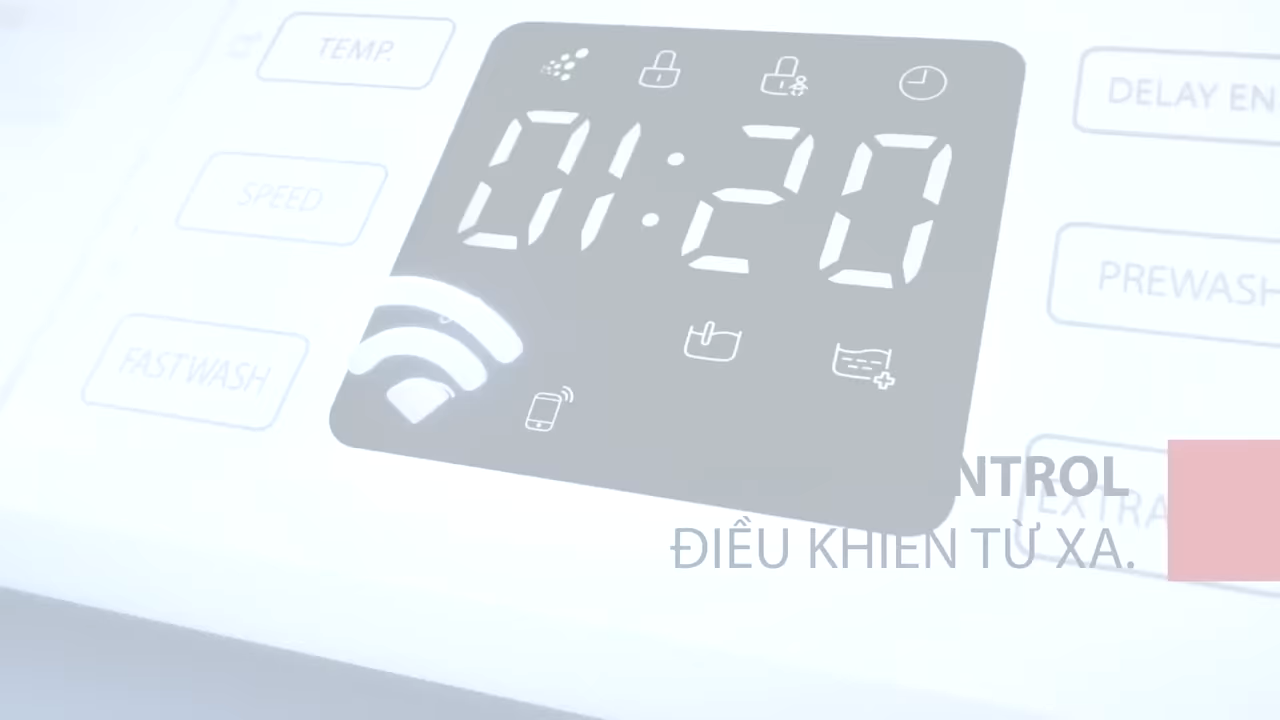 TEMP.
DELAY EN
01:20
SPEED
PREWASH
FASTWASH
NTROL
EXTRA
ĐIỀU KHIỂN TỪ XA.